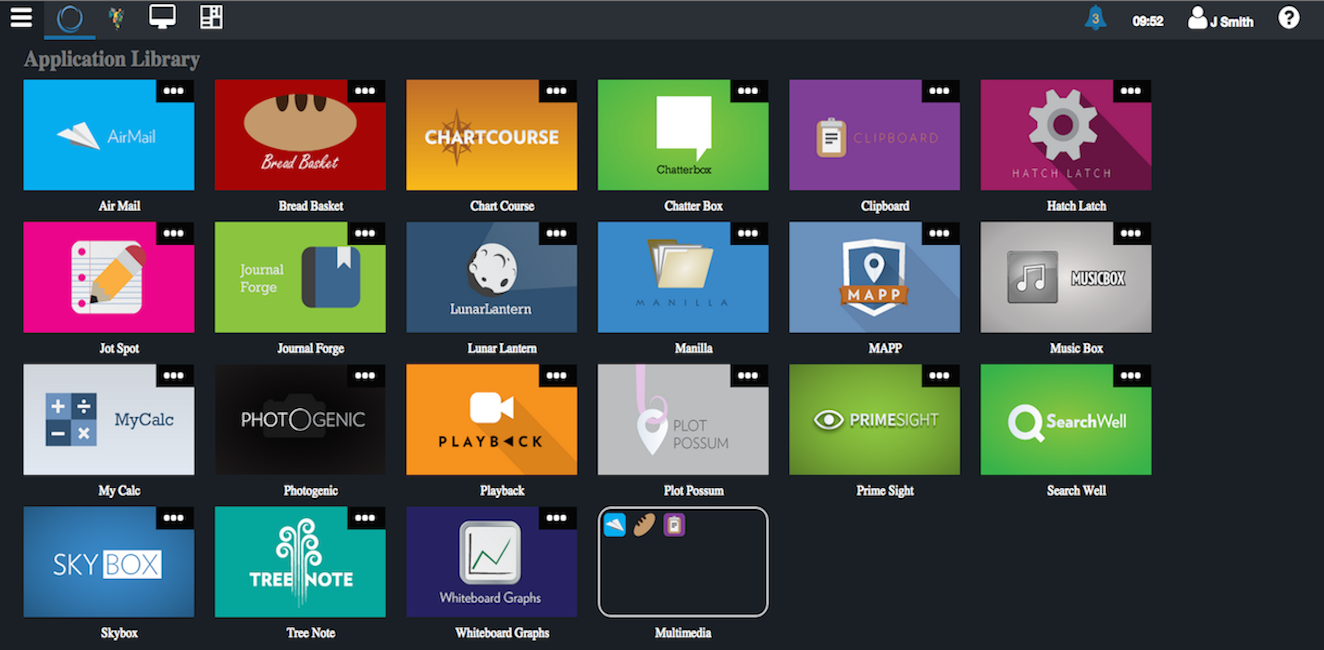 3
09:52
J Smith
?
Application Library
AirMail
Bread Basket
CHARTCOURSE
Chatterbox
CLIPBOARD
HATCH LATCH
Air Mail
Bread Basket
Chart Course
Chatter Box
Clipboard
Hatch Latch
Journal
Forge
LunarLantern
MANILLA
MAPP
MUSICBOX
Jot Spot
Journal Forge
Lunar Lantern
Manilla
MAPP
Music Box
MyCalc
PHOTOGENIC
PLAYBACK
PLOT
POSSUM
PRIMESIGHT
SearchWell
My Calc
Photogenic
Playback
Plot Possum
Prime Sight
Search Well
SKYBOX
TREE NOTE
Whiteboard Graphs
Skybox
Tree Note
Whiteboard Graphs
Multimedia